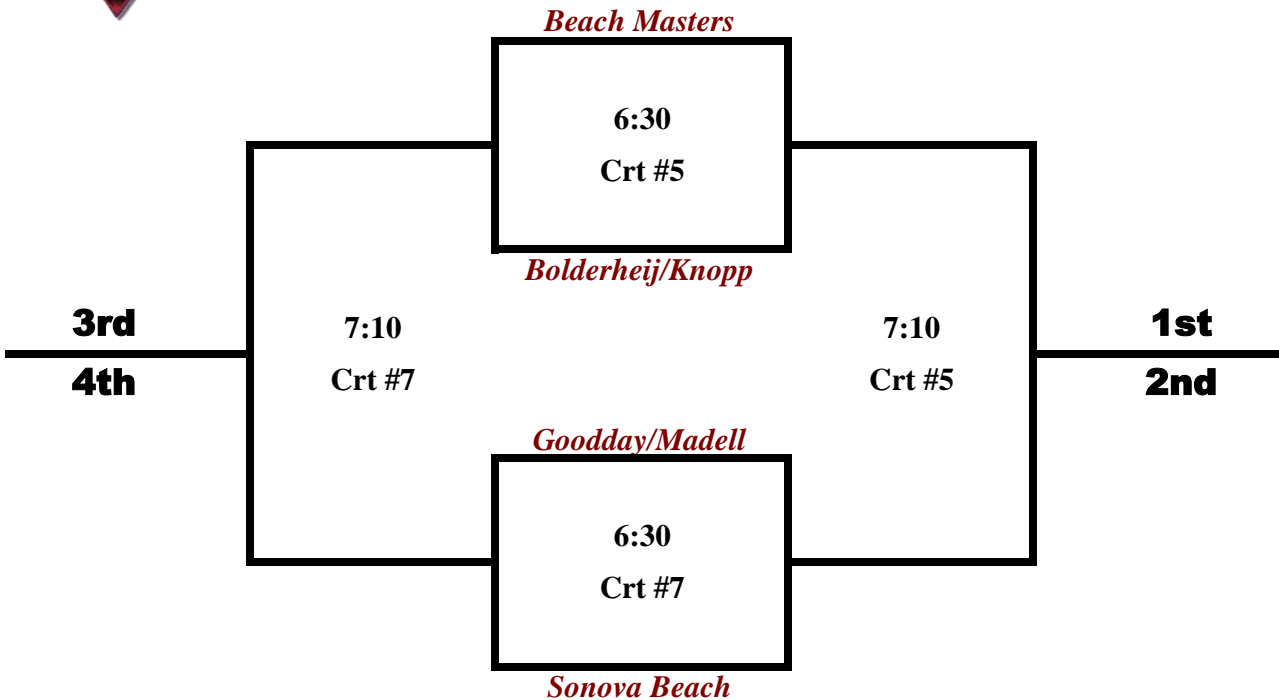 Beach Masters
6:30
Crt #5
Bolderheij/Knopp
3rd
4th
7:10
Crt #7
7:10
Crt #5
1st
2nd
Goodday/Madell
6:30
Crt #7
Sonova Beach